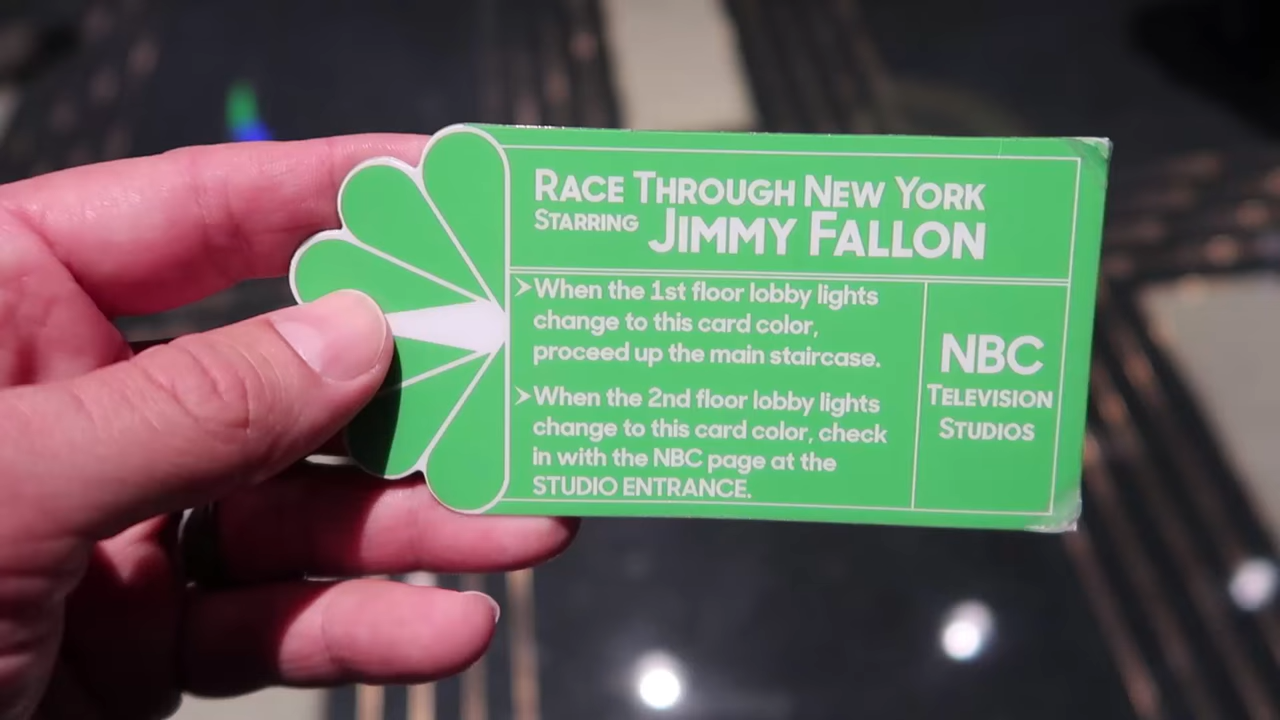 RACE THROUGH NEW YORK
STARRING JIMMY FALLON
➢When the 1st floor lobby lights
change to this card color,
proceed up the main staircase.
➢When the 2nd floor lobby lights
change to this card color, check
in with the NBC page at the
STUDIO ENTRANCE.
NBC
TELEVISION
STUDIOS